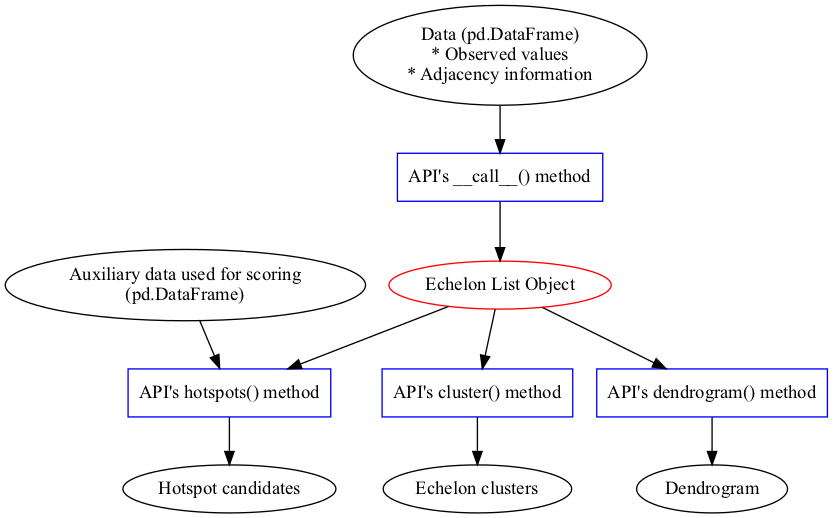 Data (pd.DataFrame)
* Observed values
* Adjacency information
API's __call__() method
Auxiliary data used for scoring
(pd.DataFrame)
Echelon List Object
API's hotspots() method
API's cluster() method
API's dendrogram() method
Hotspot candidates
Echelon clusters
Dendrogram